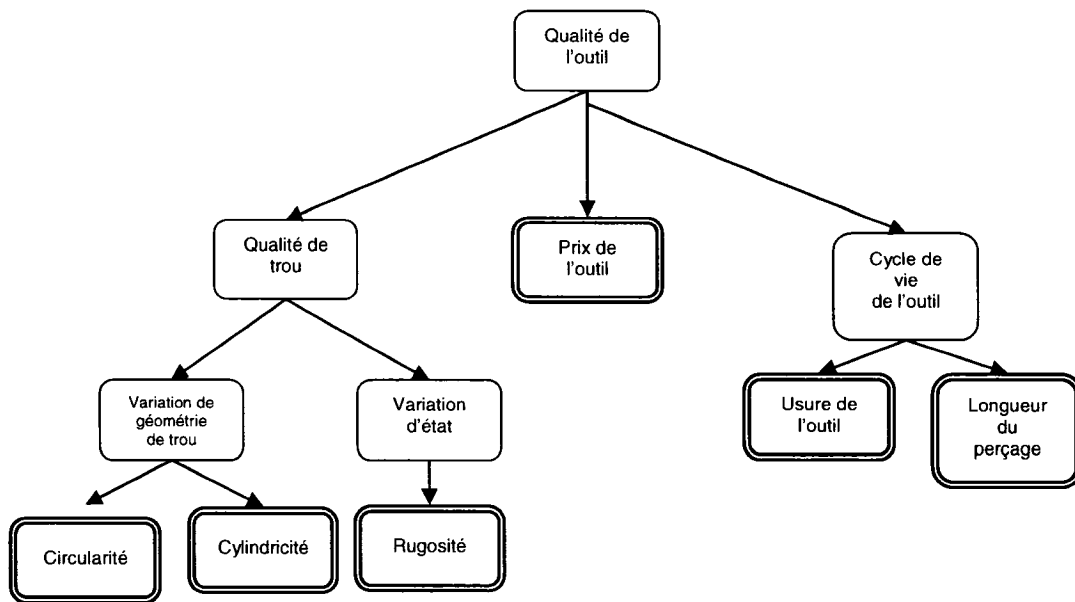 Qualité de
l'outil
Qualité de
trou
Prix de
l'outil
Cycle de
vie
de l'outil
Variation de
géométrie
de trou
Variation
d'état
Usure de
l'outil
Longueur
du
perçage
Circularité
Cylindricité
Rugosité